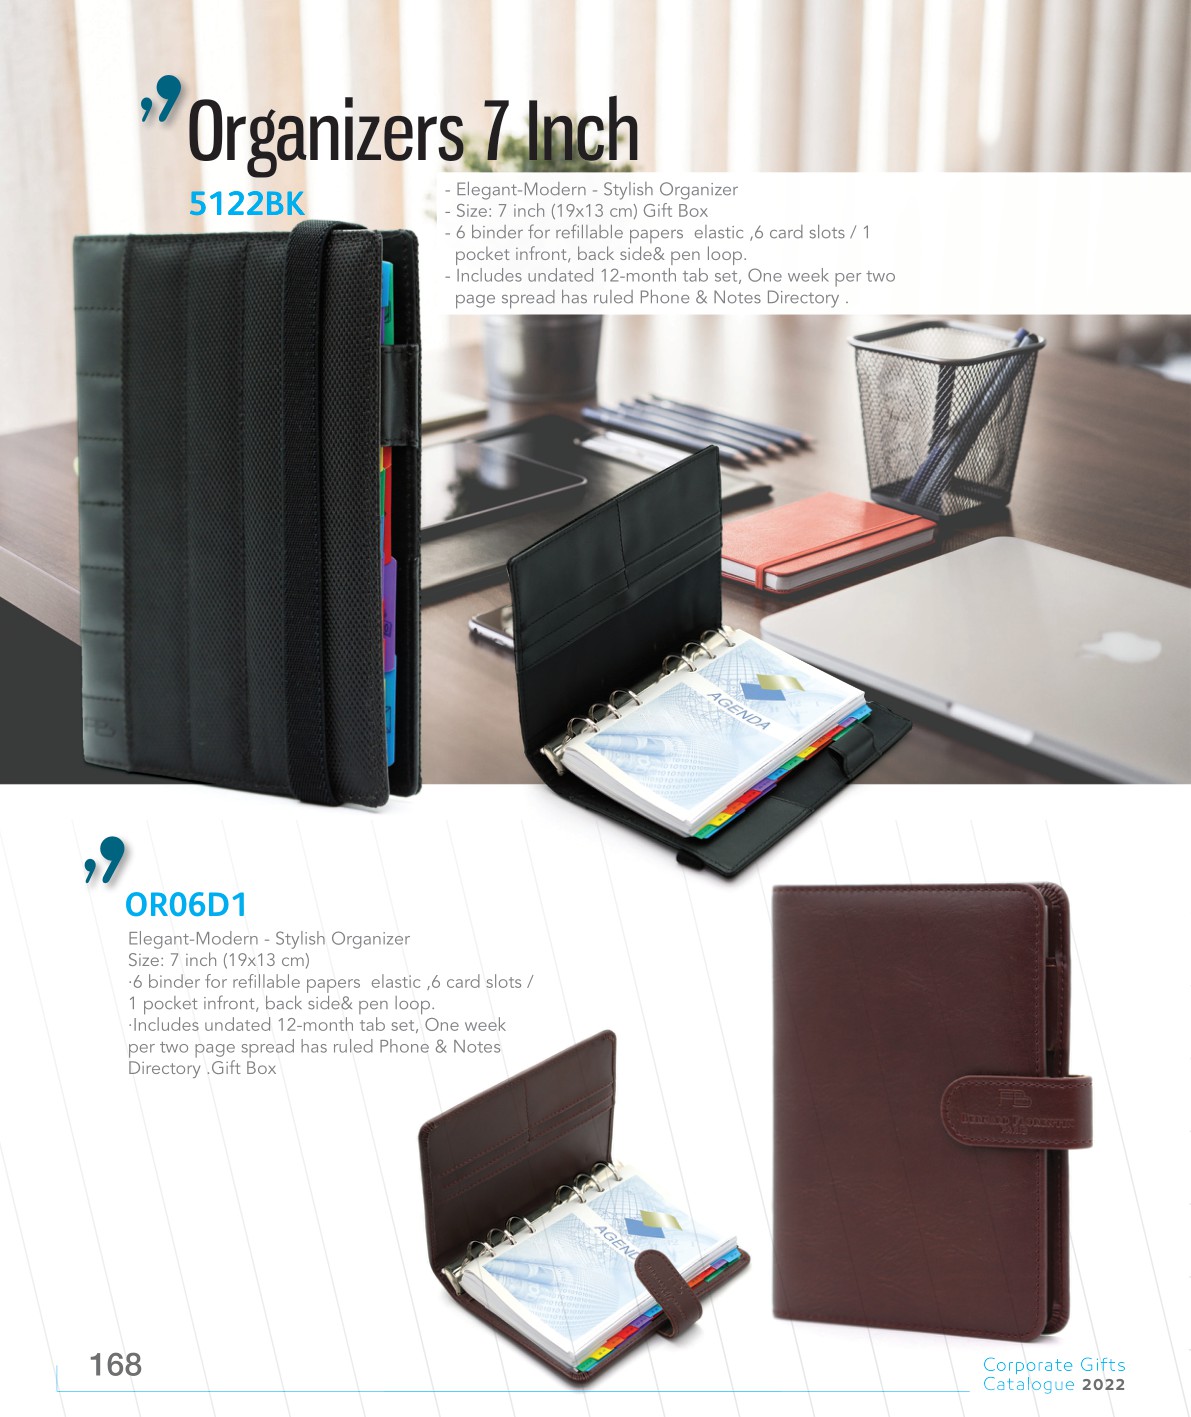 Organizers 7 Inch
5122BK
- Elegant-Modern - Stylish Organizer
- Size: 7 inch (19x13 cm) Gift Box
- 6 binder for refillable papers  elastic ,6 card slots / 1
pocket infront, back side& pen loop.
- Includes undated 12-month tab set, One week per two
page spread has ruled Phone & Notes Directory .
AGENDA
OR06D1
Elegant-Modern - Stylish Organizer
Size: 7 inch (19x13 cm)
·6 binder for refillable papers  elastic ,6 card slots /
1 pocket infront, back side& pen loop.
·Includes undated 12-month tab set, One week
per two page spread has ruled Phone & Notes
Directory .Gift Box
168
Corporate Gifts
Catalogue 2022